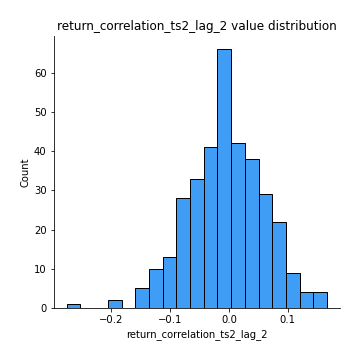 return_correlation_ts2_lag_2 value distribution
Count
60
50
40
30
20
10
0
−0.2 −0.1 0.0 0.1
return_correlation_ts2_lag_2